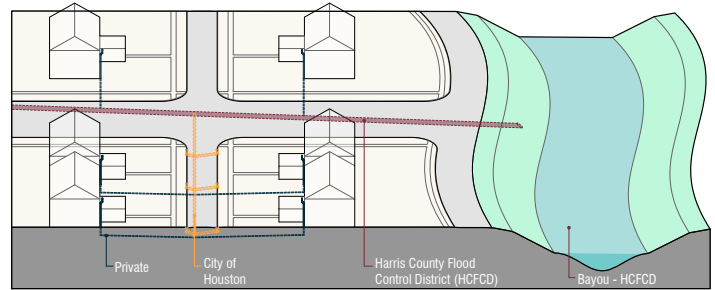 Private
City of
Houston
Harris County Flood
Control District (HCFCD)
Bayou - HCFCD